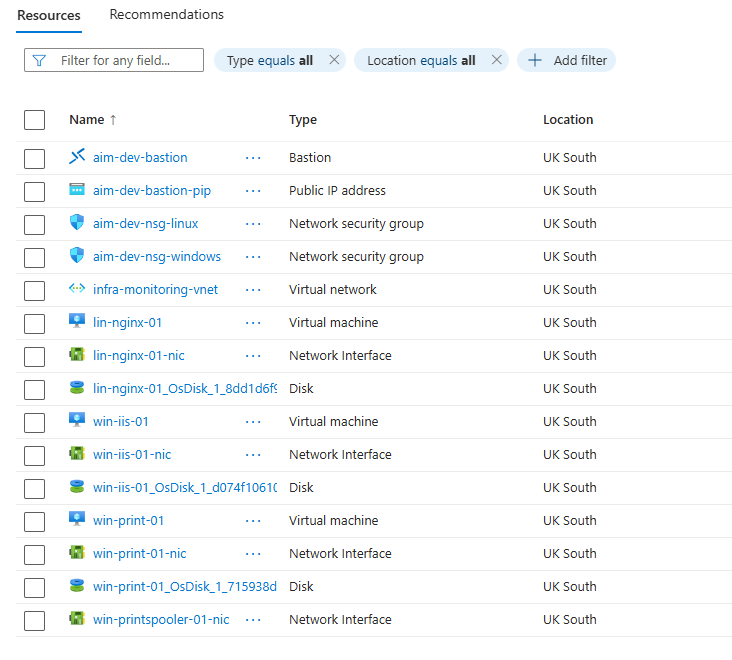 Resources Recommendations
Filter for any field... Type equals all Location equals all Add filter
Name ↑ Type Location
aim-dev-bastion ... Bastion UK South
aim-dev-bastion-pip ... Public IP address UK South
aim-dev-nsg-linux ... Network security group UK South
aim-dev-nsg-windows ... Network security group UK South
infra-monitoring-vnet ... Virtual network UK South
lin-nginx-01 ... Virtual machine UK South
lin-nginx-01-nic ... Network Interface UK South
lin-nginx-01_OsDisk_1_8dd1d6f9 Disk UK South
win-iis-01 ... Virtual machine UK South
win-iis-01-nic ... Network Interface UK South
win-iis-01_OsDisk_1_d074f10610 Disk UK South
win-print-01 ... Virtual machine UK South
win-print-01-nic ... Network Interface UK South
win-print-01_OsDisk_1_715938d Disk UK South
win-printspooler-01-nic ... Network Interface UK South